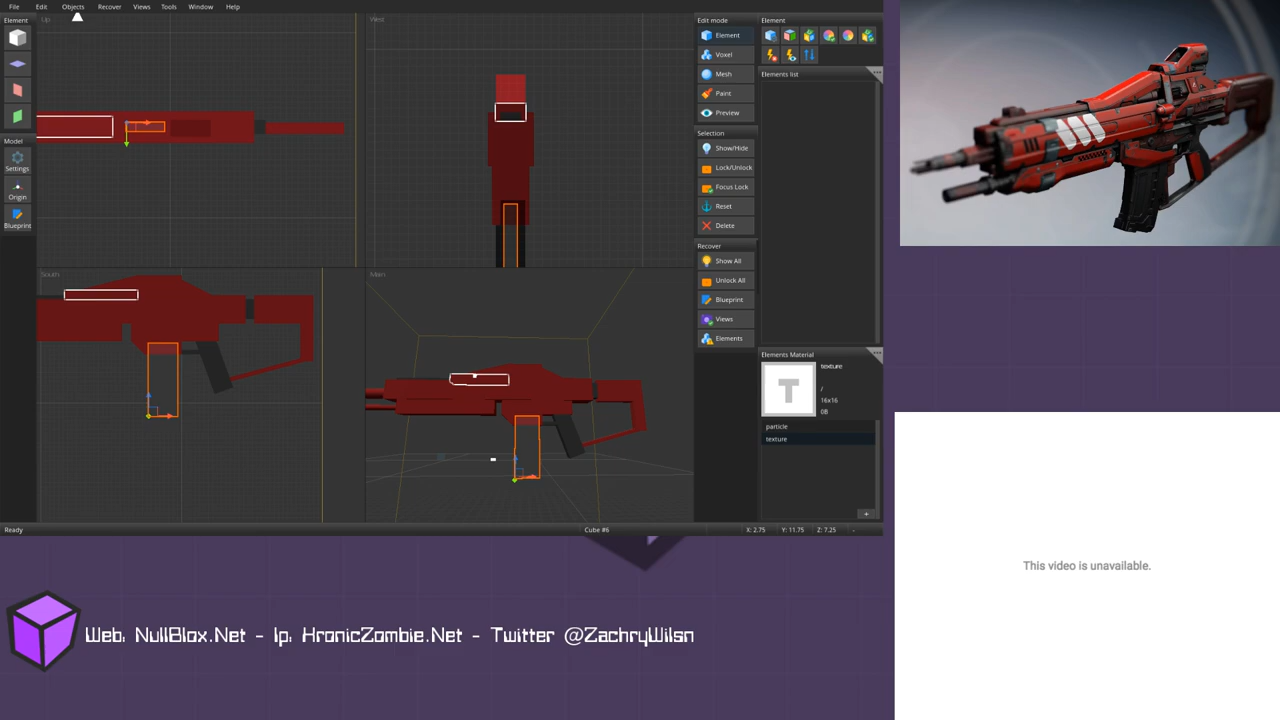 File Edit Objects Recover Views Tools Window Help
Element
Model
Settings
Origin
Blueprint
Up
West
South
Main
Edit mode
Element
Voxel
Mesh
Paint
Preview
Selection
Show/Hide
Lock/Unlock
Focus Lock
Reset
Delete
Recover
Show All
Unlock All
Blueprint
Views
Elements
Element
Elements list
Elements Material
T
texture
/
16x16
0B
particle
texture
+
Ready
Cube #6
X: 2.75 Y: 11.75 Z: 7.25 -
This video is unavailable.
Web: NullBlox.Net - Ip: HronicZombie.Net - Twitter @ZachryWilsn